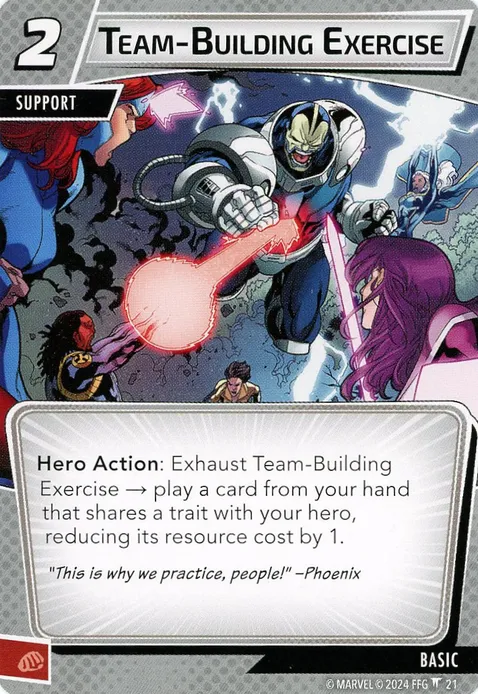 2
TEAM-BUILDING EXERCISE
SUPPORT
Hero Action: Exhaust Team-Building
Exercise → play a card from your hand
that shares a trait with your hero,
reducing its resource cost by 1.
"This is why we practice, people!" –Phoenix
BASIC
© MARVEL © 2024 FFG 21